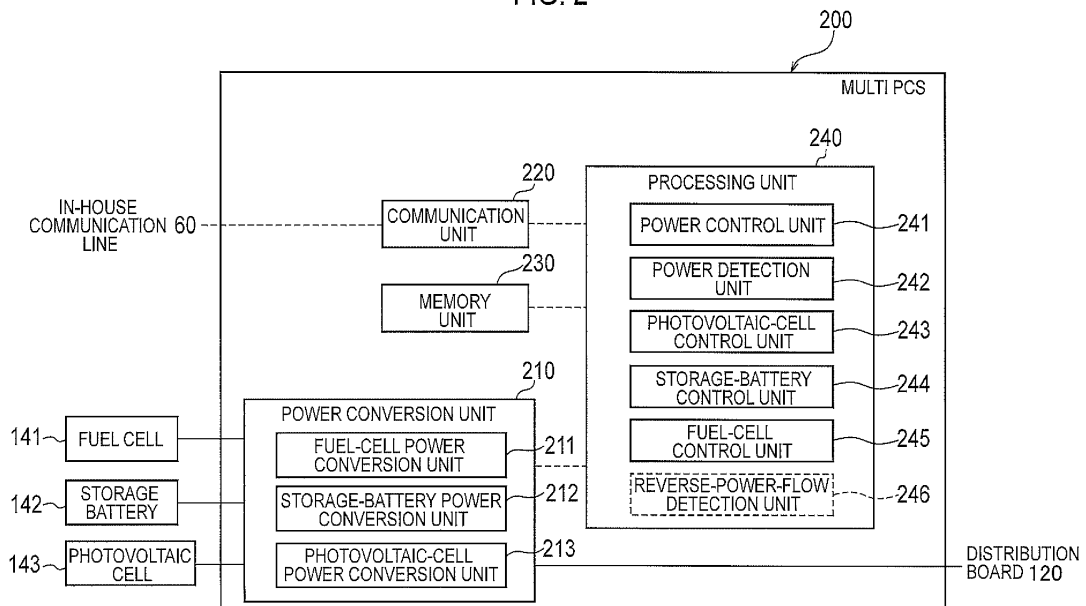 FIG. 2
200
MULTI PCS
240
PROCESSING UNIT
220
COMMUNICATION
UNIT
IN-HOUSE
COMMUNICATION 60
LINE
230
MEMORY
UNIT
POWER CONTROL UNIT
241
POWER DETECTION
UNIT
242
PHOTOVOLTAIC-CELL
CONTROL UNIT
243
STORAGE-BATTERY
CONTROL UNIT
244
FUEL-CELL
CONTROL UNIT
245
REVERSE-POWER-FLOW
DETECTION UNIT
246
210
POWER CONVERSION UNIT
141
FUEL CELL
FUEL-CELL POWER
CONVERSION UNIT
211
142
STORAGE
BATTERY
STORAGE-BATTERY POWER
CONVERSION UNIT
212
143
PHOTOVOLTAIC
CELL
PHOTOVOLTAIC-CELL
POWER CONVERSION UNIT
213
DISTRIBUTION
BOARD 120